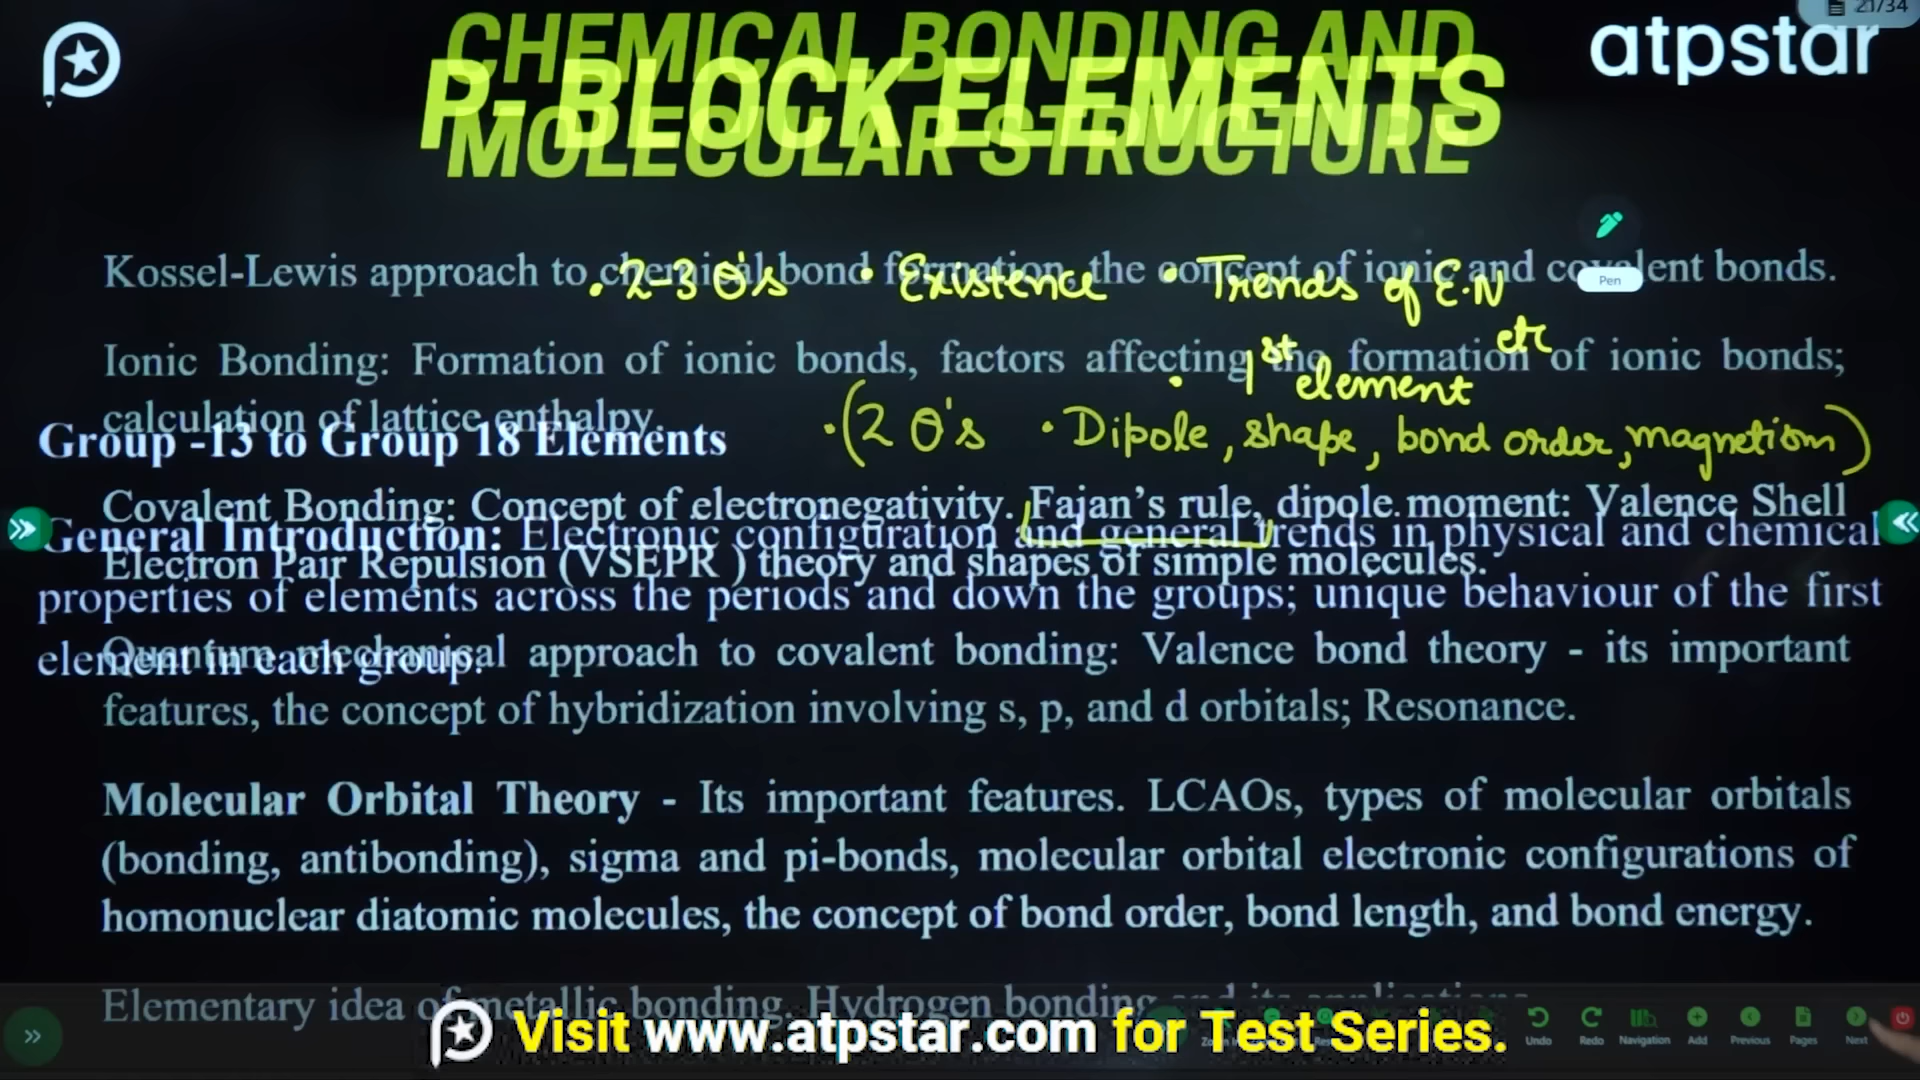 21/34
CHEMICAL BONDING AND
MOLECULAR STRUCTURE
P- BLOCK ELEMENTS
atpstar
Pen
Kossel-Lewis approach to chemical bond formation, the concept of ionic and covalent bonds.
. 2-3 Θ's • Existence • Trends of E.N
etc
Ionic Bonding: Formation of ionic bonds, factors affecting the formation of ionic bonds;
calculation of lattice enthalpy.
• 1st element
•(2 Θ's • Dipole, shape, bond order, magnetism)
Group -13 to Group 18 Elements
Covalent Bonding: Concept of electronegativity. Fajan's rule, dipole moment: Valence Shell
Electron Pair Repulsion (VSEPR ) theory and shapes of simple molecules.
General Introduction: Electronic configuration and general trends in physical and chemical
properties of elements across the periods and down the groups; unique behaviour of the first
element in each group.
Quantum mechanical approach to covalent bonding: Valence bond theory - its important
features, the concept of hybridization involving s, p, and d orbitals; Resonance.
Molecular Orbital Theory - Its important features. LCAOs, types of molecular orbitals
(bonding, antibonding), sigma and pi-bonds, molecular orbital electronic configurations of
homonuclear diatomic molecules, the concept of bond order, bond length, and bond energy.
Elementary idea of metallic bonding. Hydrogen bonding and its applications.
Visit www.atpstar.com for Test Series.
Undo Redo Navigation Add Previous Pages Next